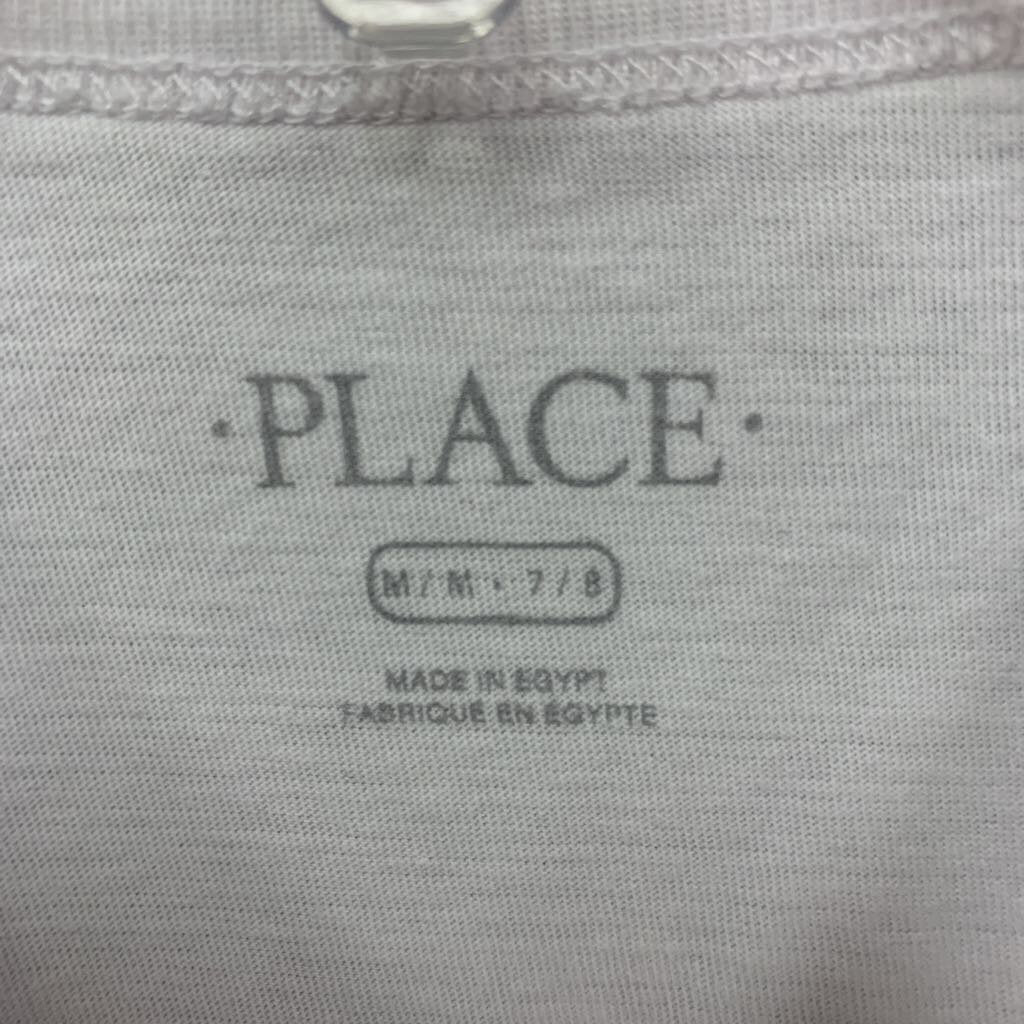 ·PLACE·
M/M · 7/8
MADE IN EGYPT
FABRIQUÉ EN ÉGYPTE